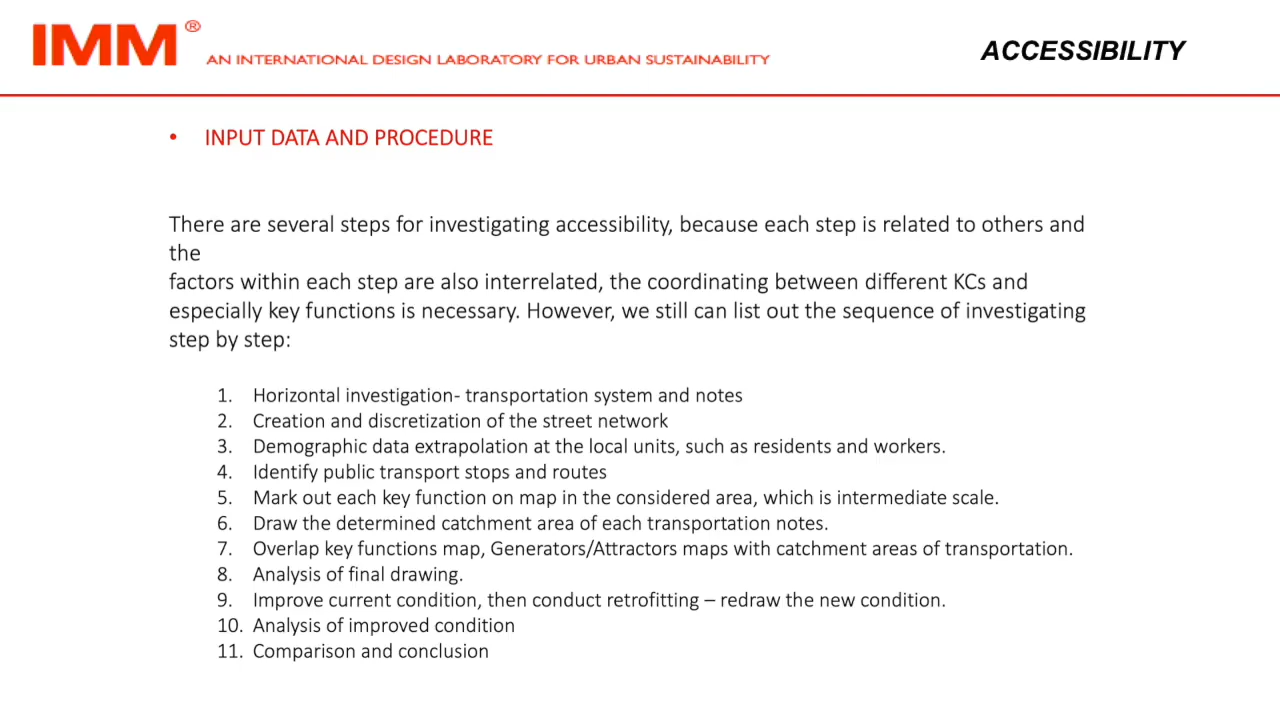 IMM®
AN INTERNATIONAL DESIGN LABORATORY FOR URBAN SUSTAINABILITY
ACCESSIBILITY
• INPUT DATA AND PROCEDURE
There are several steps for investigating accessibility, because each step is related to others and
the
factors within each step are also interrelated, the coordinating between different KCs and
especially key functions is necessary. However, we still can list out the sequence of investigating
step by step:
1. Horizontal investigation- transportation system and notes
2. Creation and discretization of the street network
3. Demographic data extrapolation at the local units, such as residents and workers.
4. Identify public transport stops and routes
5. Mark out each key function on map in the considered area, which is intermediate scale.
6. Draw the determined catchment area of each transportation notes.
7. Overlap key functions map, Generators/Attractors maps with catchment areas of transportation.
8. Analysis of final drawing.
9. Improve current condition, then conduct retrofitting – redraw the new condition.
10. Analysis of improved condition
11. Comparison and conclusion